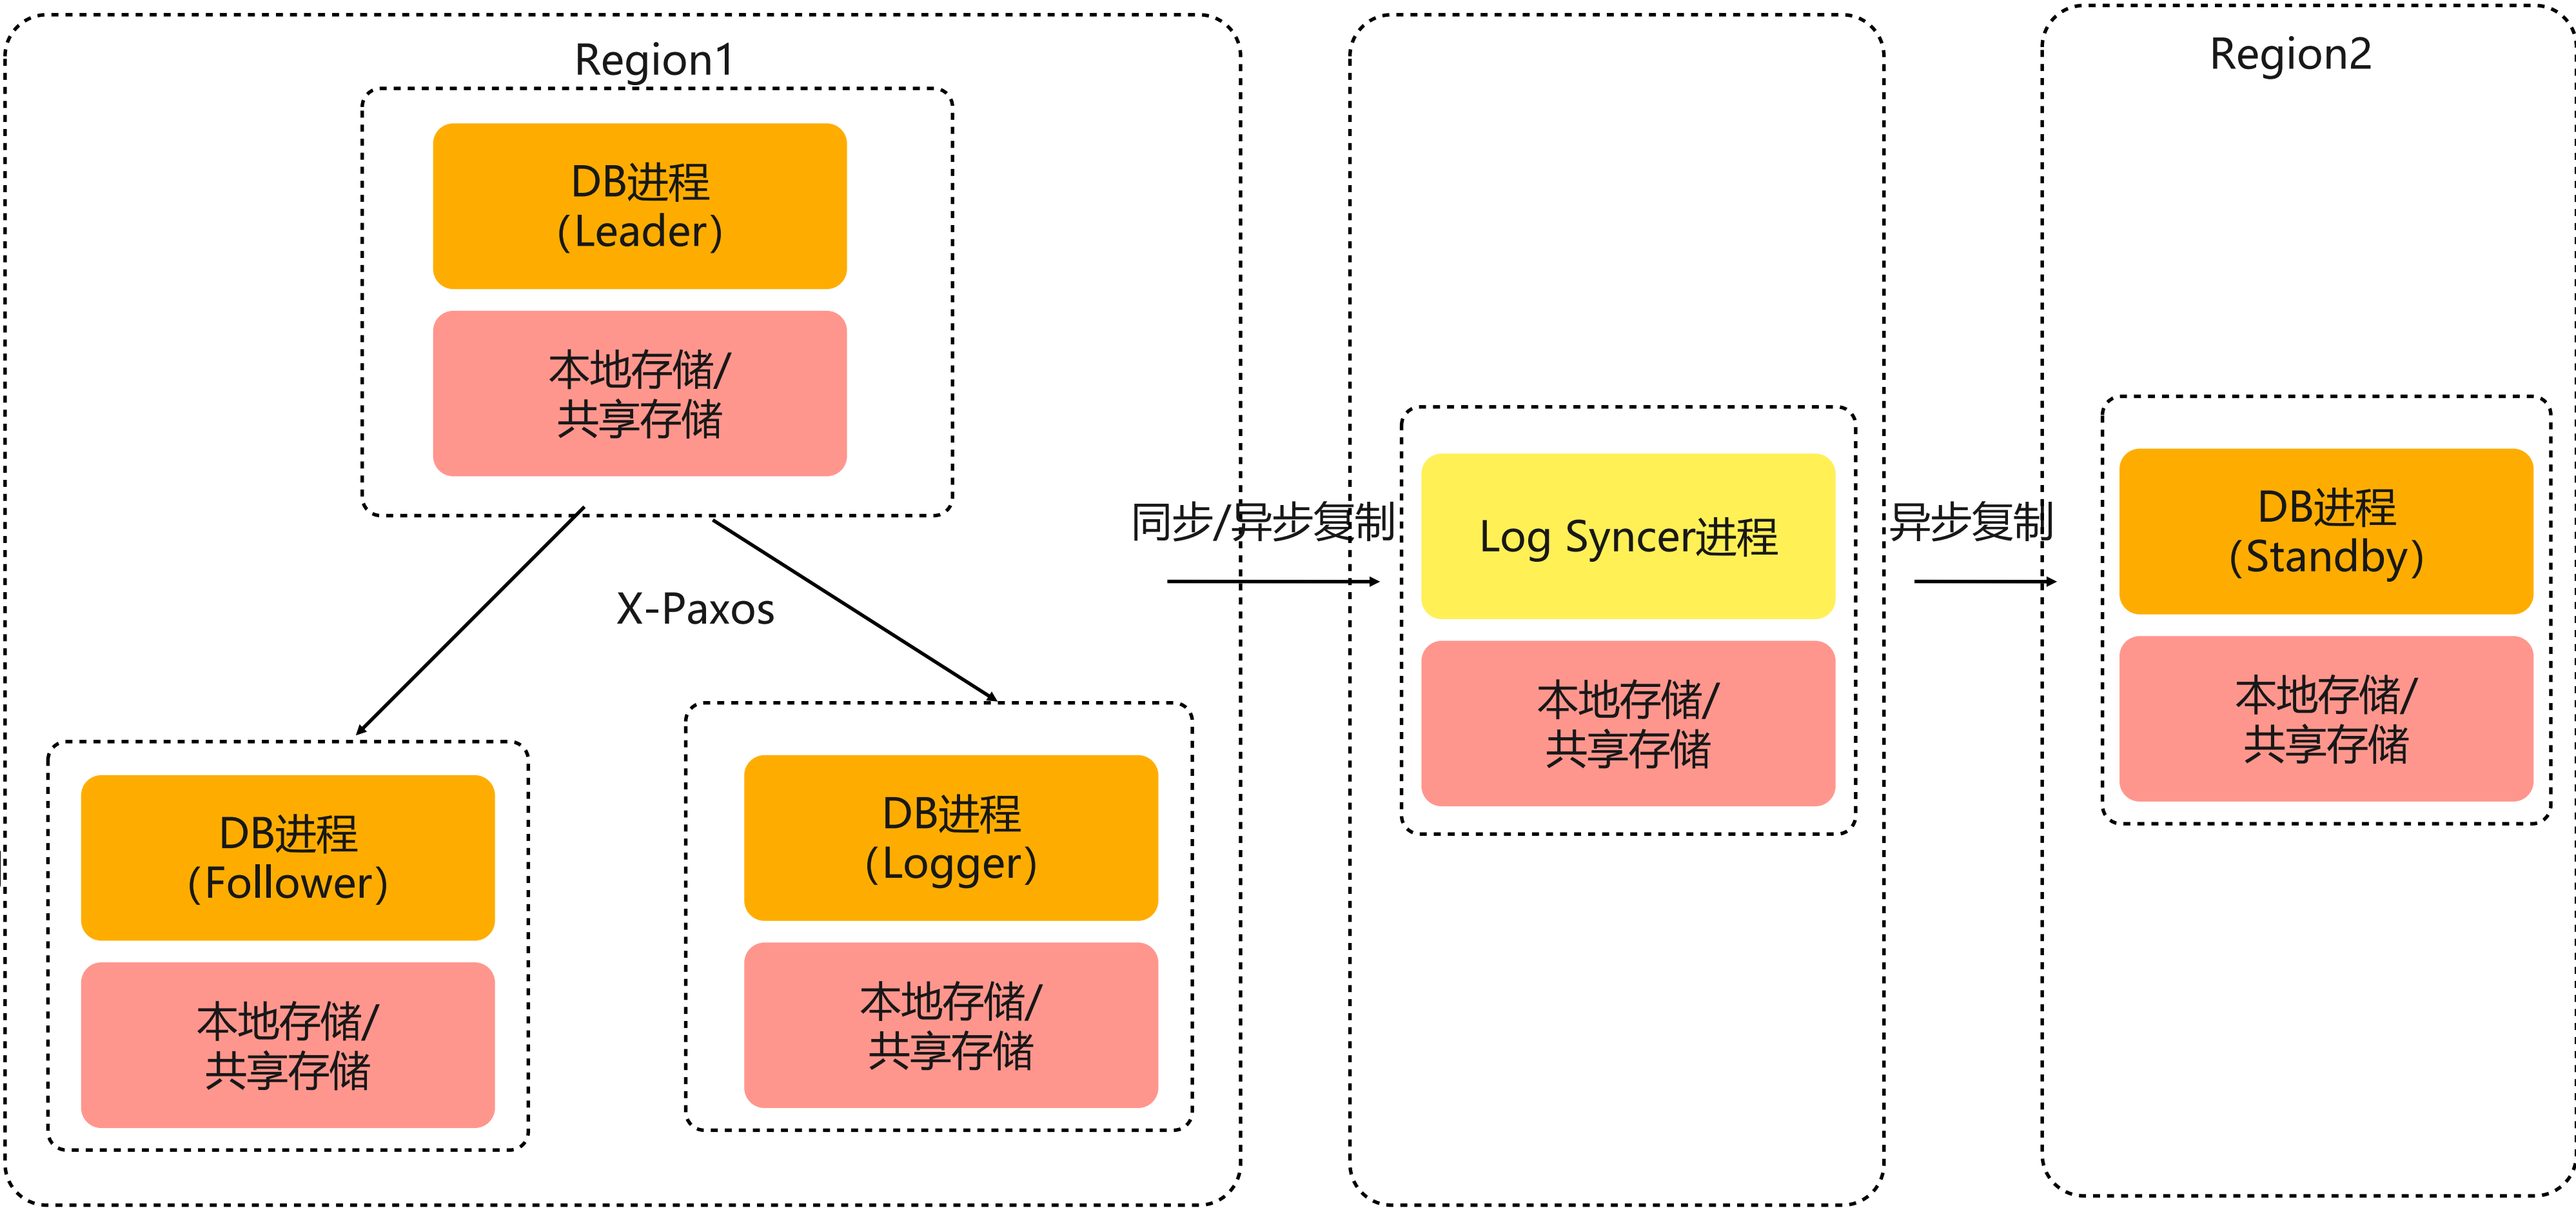 Region1
DB进程
（Leader）
本地存储/
共享存储
X-Paxos
DB进程
（Follower）
本地存储/
共享存储
DB进程
（Logger）
本地存储/
共享存储
同步/异步复制
Log Syncer进程
本地存储/
共享存储
异步复制
Region2
DB进程
（Standby）
本地存储/
共享存储